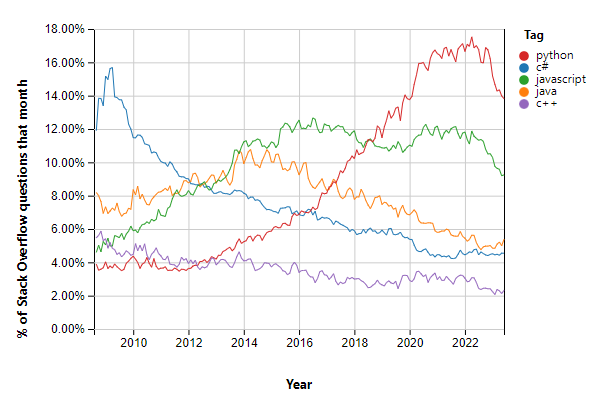 % of Stack Overflow questions that month
18.00%
16.00%
14.00%
12.00%
10.00%
8.00%
6.00%
4.00%
2.00%
0.00%
2010
2012
2014
2016
2018
2020
2022
Year
Tag
python
c#
javascript
java
c++